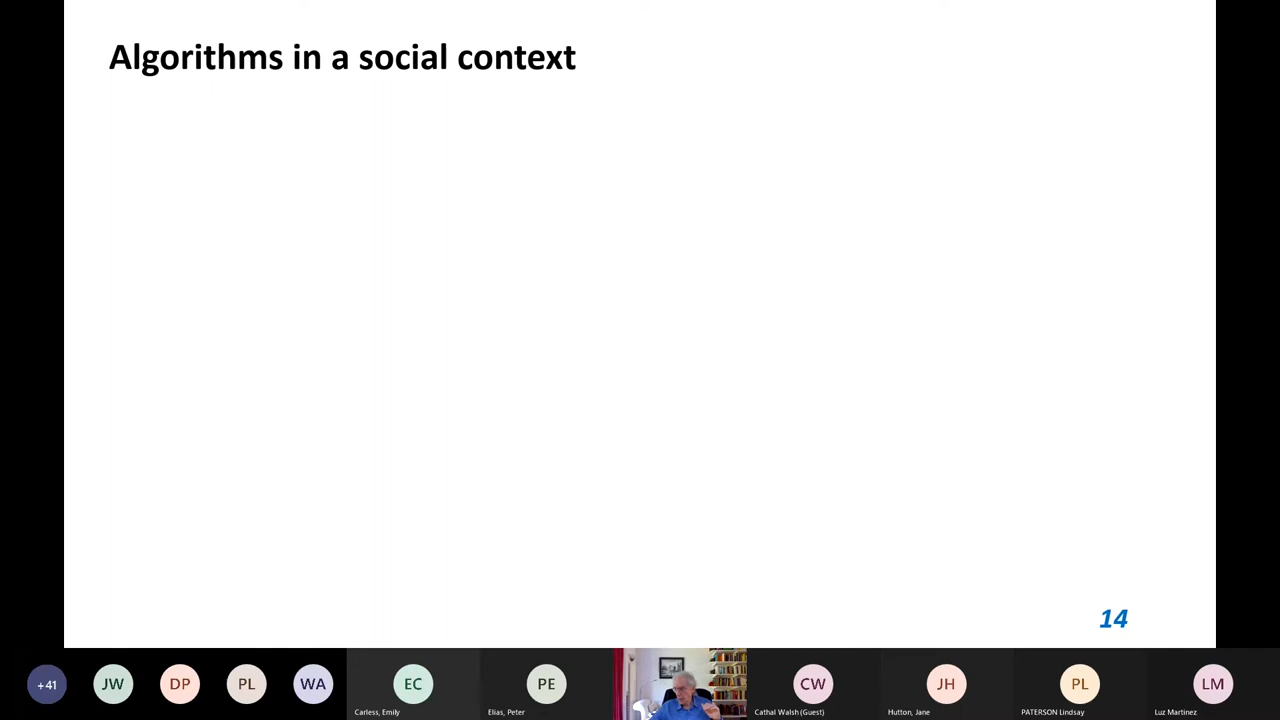 Algorithms in a social context
14
+41
JW
DP
PL
WA
EC
Carless, Emily
PE
Elias, Peter
CW
Cathal Walsh (Guest)
JH
Hutton, Jane
PL
PATERSON Lindsay
LM
Luz Martinez